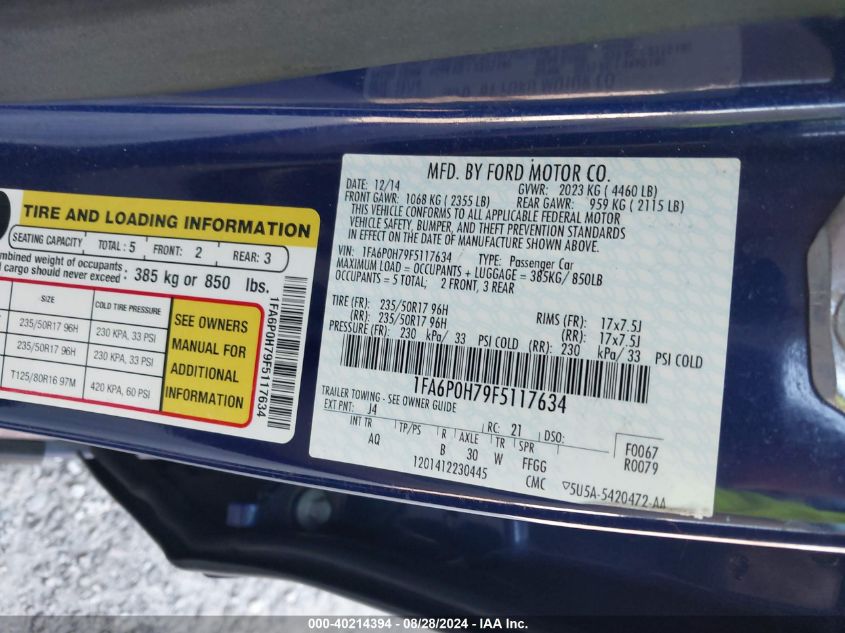 TIRE AND LOADING INFORMATION
SEATING CAPACITY TOTAL: 5 FRONT: 2 REAR: 3
weight of occupants
cargo should never exceed: 385 kg or 850 lbs.
SIZE COLD TIRE PRESSURE
235/50R17 96H 230 KPA, 33 PSI
235/50R17 96H 230 KPA, 33 PSI
T125/80R16 97M 420 KPA, 60 PSI
SEE OWNERS
MANUAL FOR
ADDITIONAL
INFORMATION
1FA6P0H79F5117634
MFD. BY FORD MOTOR CO.
DATE: 12/14 GVWR: 2023 KG ( 4460 LB)
FRONT GAWR: 1068 KG ( 2355 LB) REAR GAWR: 959 KG ( 2115 LB)
THIS VEHICLE CONFORMS TO ALL APPLICABLE FEDERAL MOTOR
VEHICLE SAFETY, BUMPER, AND THEFT PREVENTION STANDARDS
IN EFFECT ON THE DATE OF MANUFACTURE SHOWN ABOVE.
VIN: 1FA6P0H79F5117634 TYPE: Passenger Car
MAXIMUM LOAD = OCCUPANTS + LUGGAGE = 385KG/ 850LB
OCCUPANTS = 5 TOTAL; 2 FRONT, 3 REAR
TIRE (FR): 235/50R17 96H RIMS (FR): 17x7.5J
(RR): 235/50R17 96H (RR): 17x7.5J
PRESSURE (FR): 230 kPa/ 33 PSI COLD (RR): 230 kPa/ 33 PSI COLD
1FA6P0H79F5117634
TRAILER TOWING - SEE OWNER GUIDE
EXT PNT: J4 RC: 21 DSO: F0067
INT TR TP/PS R AXLE TR SPR R0079
AQ B 30 W FFGG
1201412230445 CMC ▽5U5A-5420472-AA
000-40214394 - 08/28/2024 - IAA Inc.